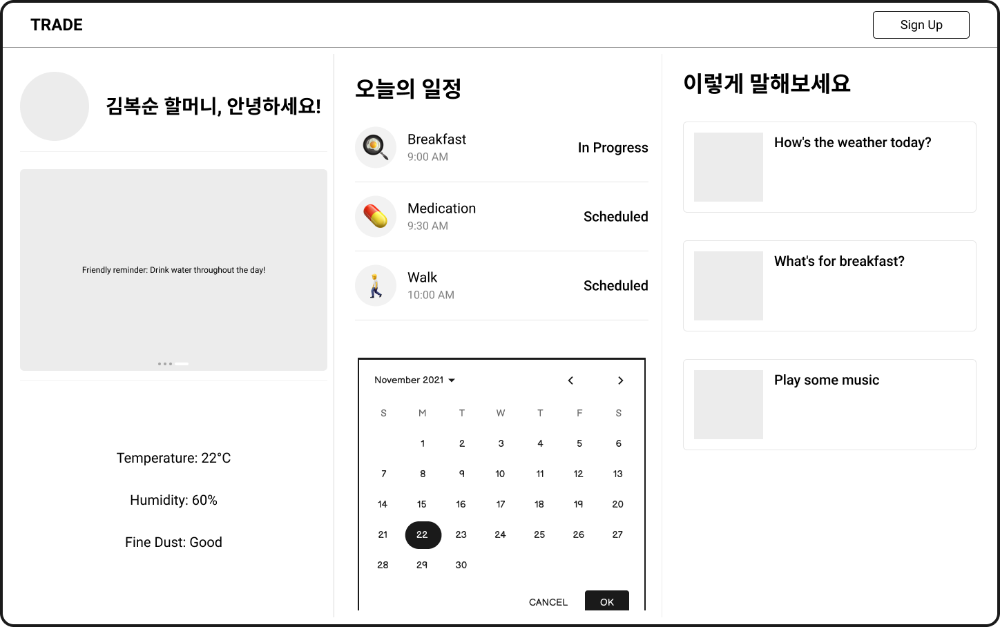 TRADE
Sign Up
김복순 할머니, 안녕하세요!
Friendly reminder: Drink water throughout the day!
Temperature: 22°C
Humidity: 60%
Fine Dust: Good
오늘의 일정
Breakfast
9:00 AM
In Progress
Medication
9:30 AM
Scheduled
Walk
10:00 AM
Scheduled
November 2021
S M T W T F S
1 2 3 4 5 6
7 8 9 10 11 12 13
14 15 16 17 18 19 20
21 22 23 24 25 26 27
28 29 30
CANCEL OK
이렇게 말해보세요
How's the weather today?
What's for breakfast?
Play some music